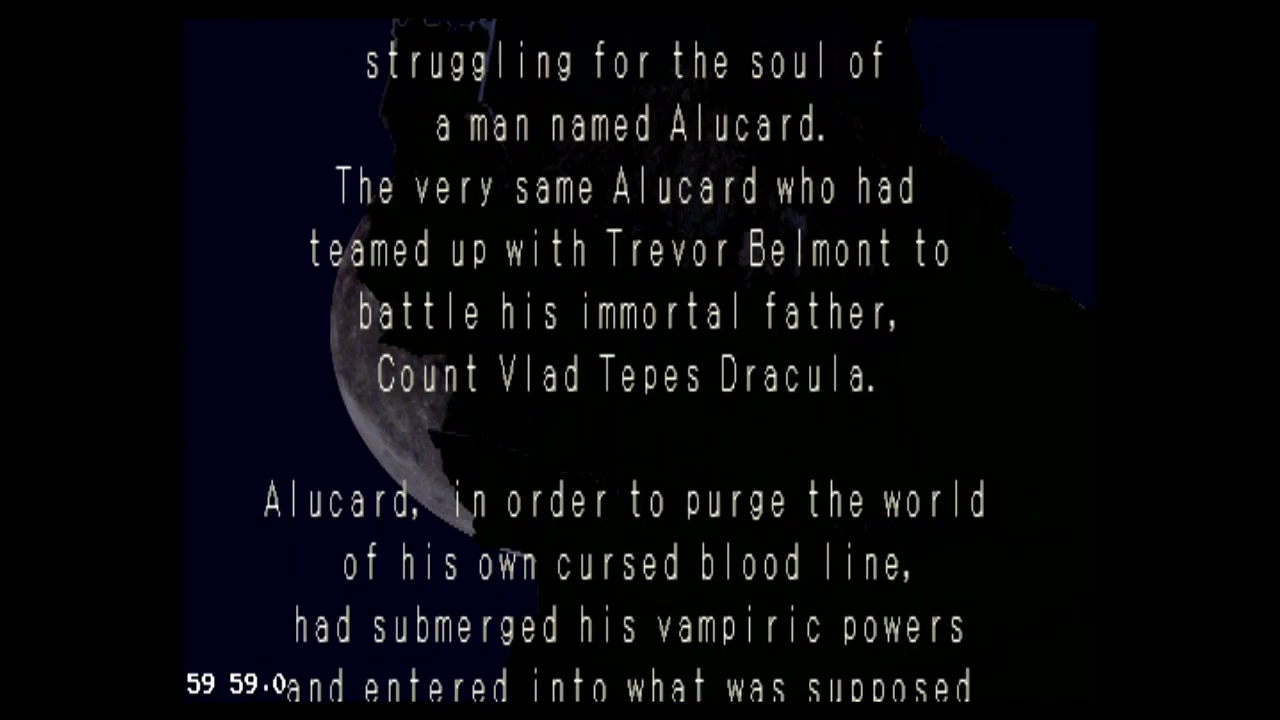 struggling for the soul of
a man named Alucard.
The very same Alucard who had
teamed up with Trevor Belmont to
battle his immortal father,
Count Vlad Tepes Dracula.
Alucard, in order to purge the world
of his own cursed blood line,
had submerged his vampiric powers
59 59.0
and entered into what was supposed